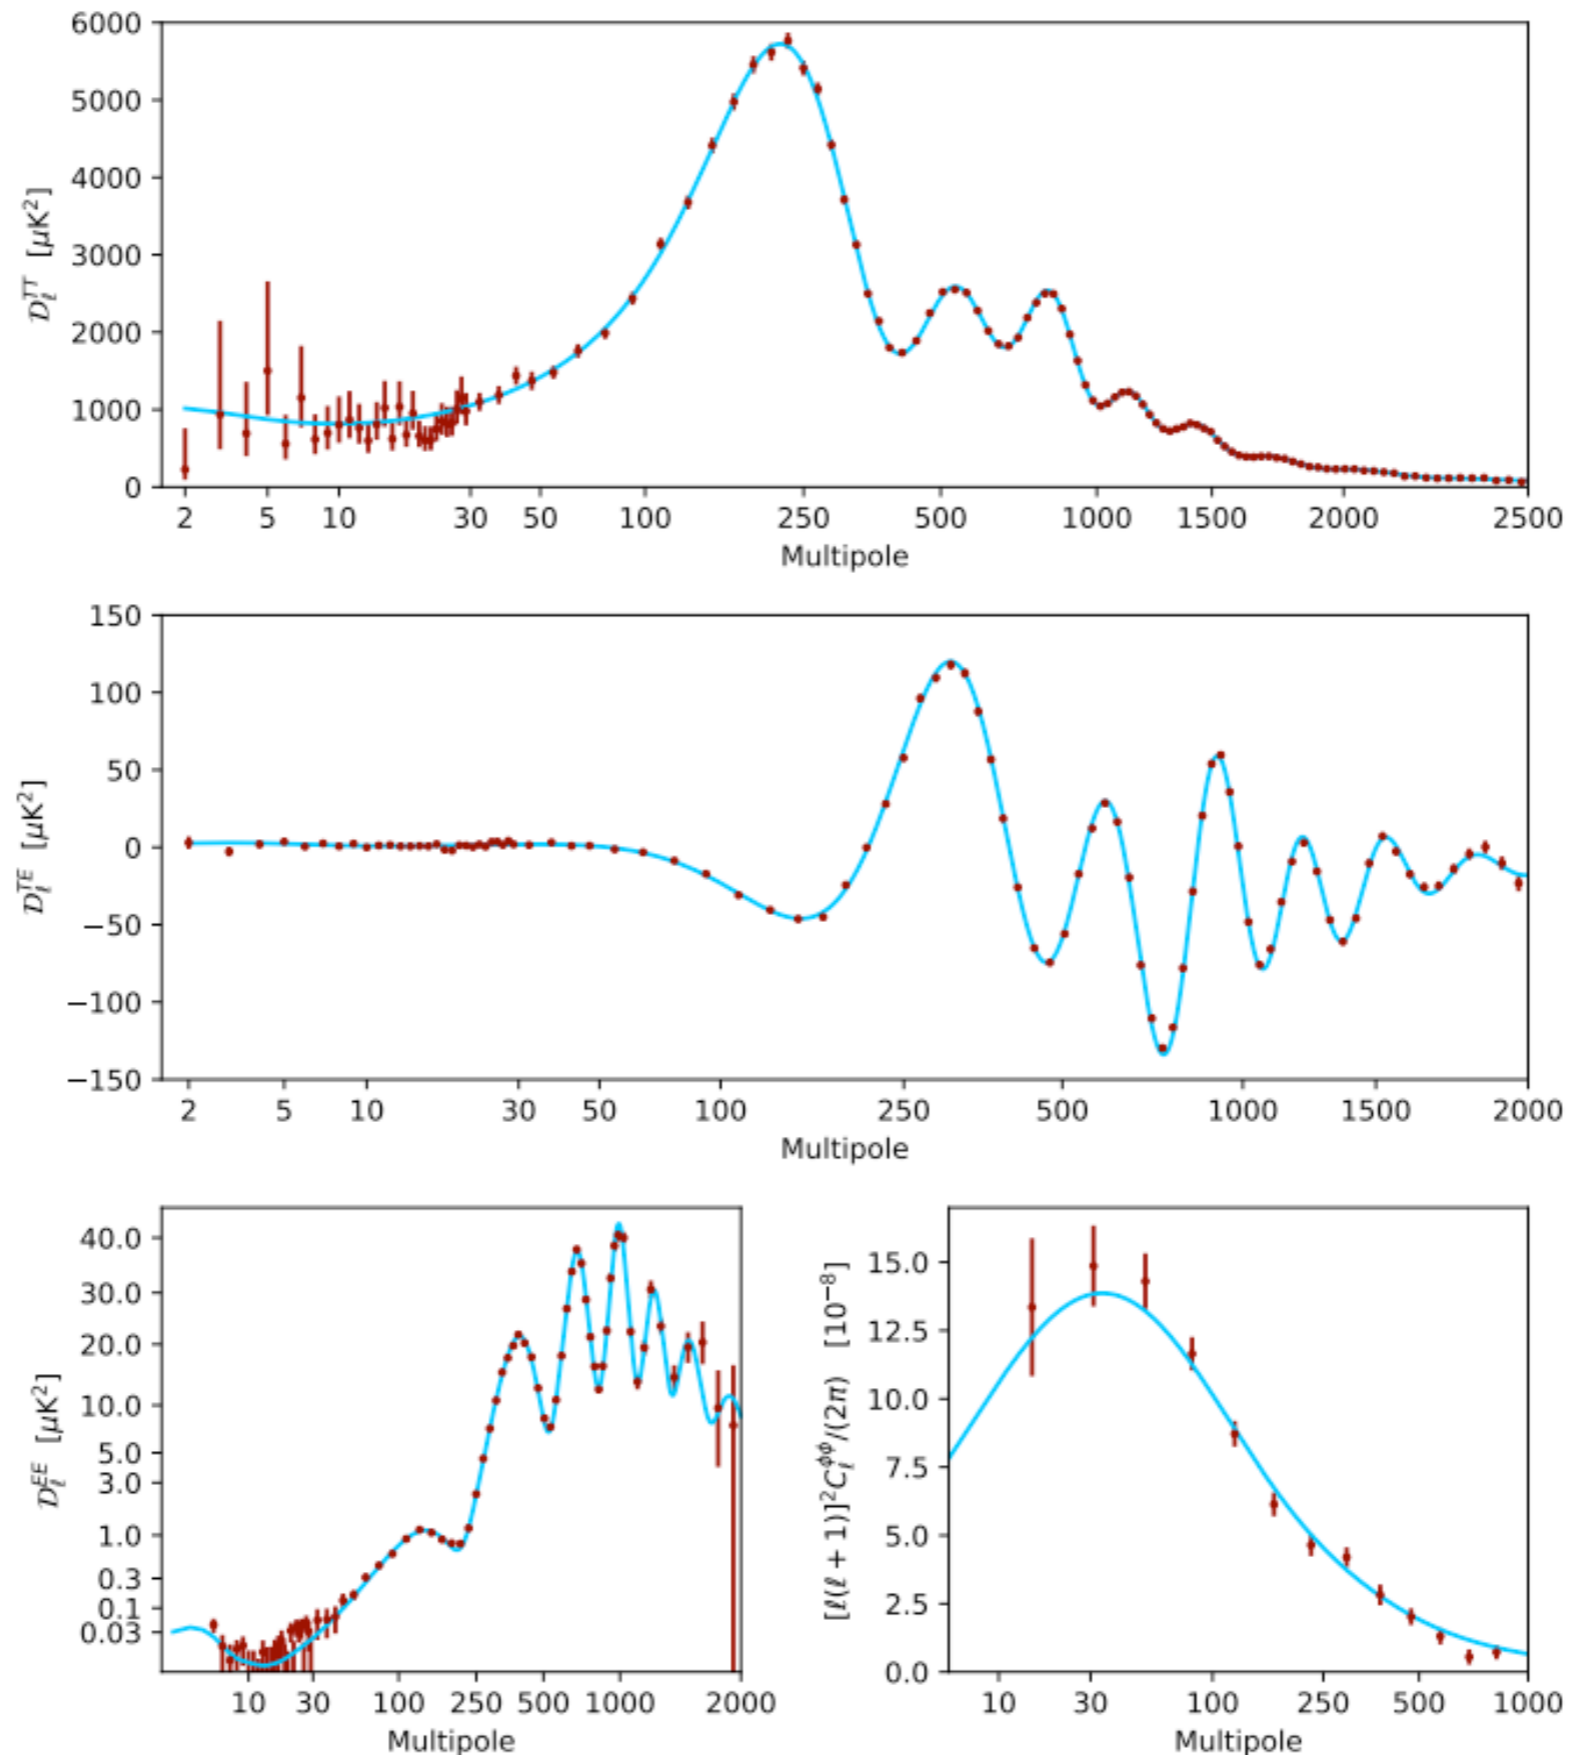 6000
5000
4000
3000
2000
1000
0
𝒟ℓᵀᵀ [μK²]
2 5 10 30 50 100 250 500 1000 1500 2000 2500
Multipole
150
100
50
0
−50
−100
−150
𝒟ℓᵀᴱ [μK²]
2 5 10 30 50 100 250 500 1000 1500 2000
Multipole
40.0
30.0
20.0
10.0
5.0
3.0
1.0
0.3
0.1
0.03
𝒟ℓᴱᴱ [μK²]
10 30 100 250 500 1000 2000
Multipole
15.0
12.5
10.0
7.5
5.0
2.5
0.0
[ℓ(ℓ + 1)]²Cℓᶲᶲ/(2π) [10⁻⁸]
10 30 100 250 500 1000
Multipole